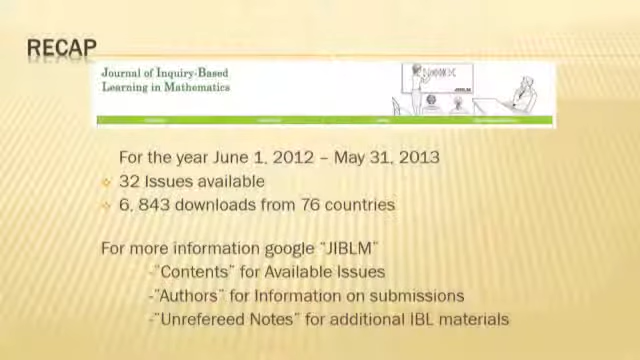 RECAP
Journal of Inquiry-Based
Learning in Mathematics
For the year June 1, 2012 – May 31, 2013
32 Issues available
6, 843 downloads from 76 countries
For more information google "JIBLM"
-"Contents" for Available Issues
-"Authors" for Information on submissions
-"Unrefereed Notes" for additional IBL materials